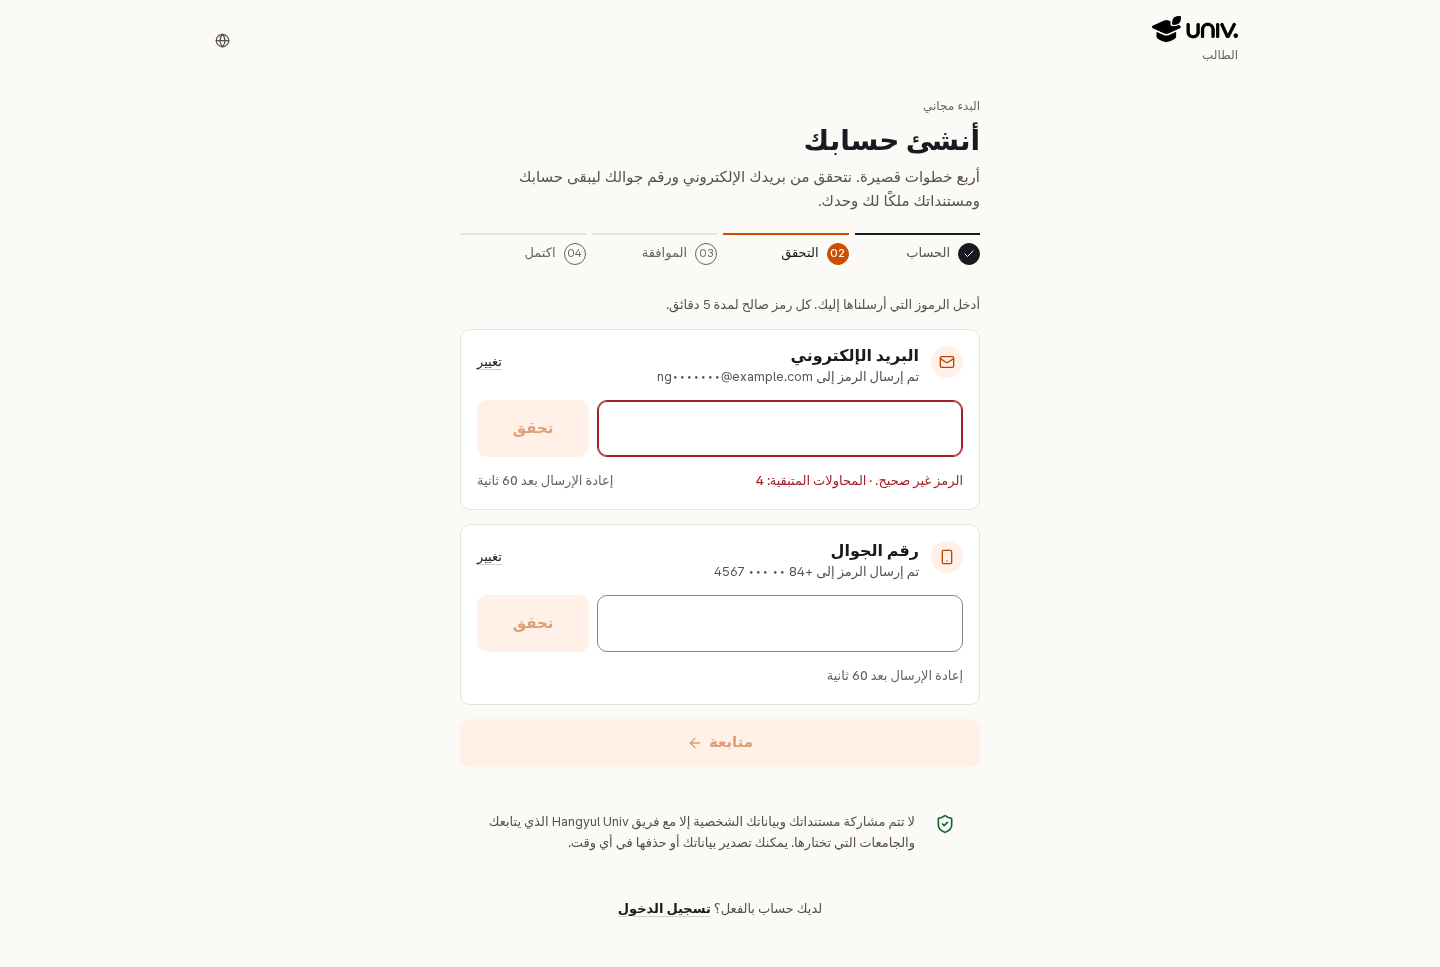 UNIV.
الطالب
البدء مجاني
أنشئ حسابك
أربع خطوات قصيرة. نتحقق من بريدك الإلكتروني ورقم جوالك ليبقى حسابك
ومستنداتك ملكًا لك وحدك.
الحساب
02 التحقق
03 الموافقة
04 اكتمل
أدخل الرموز التي أرسلناها إليك. كل رمز صالح لمدة 5 دقائق.
البريد الإلكتروني
تم إرسال الرمز إلى ng•••••••@example.com
تغيير
تحقق
الرمز غير صحيح. · المحاولات المتبقية: 4
إعادة الإرسال بعد 60 ثانية
رقم الجوال
تم إرسال الرمز إلى +84 •• ••• 4567
تغيير
تحقق
إعادة الإرسال بعد 60 ثانية
متابعة ←
لا تتم مشاركة مستنداتك وبياناتك الشخصية إلا مع فريق Hangyul Univ الذي يتابعك
والجامعات التي تختارها. يمكنك تصدير بياناتك أو حذفها في أي وقت.
لديك حساب بالفعل؟ تسجيل الدخول